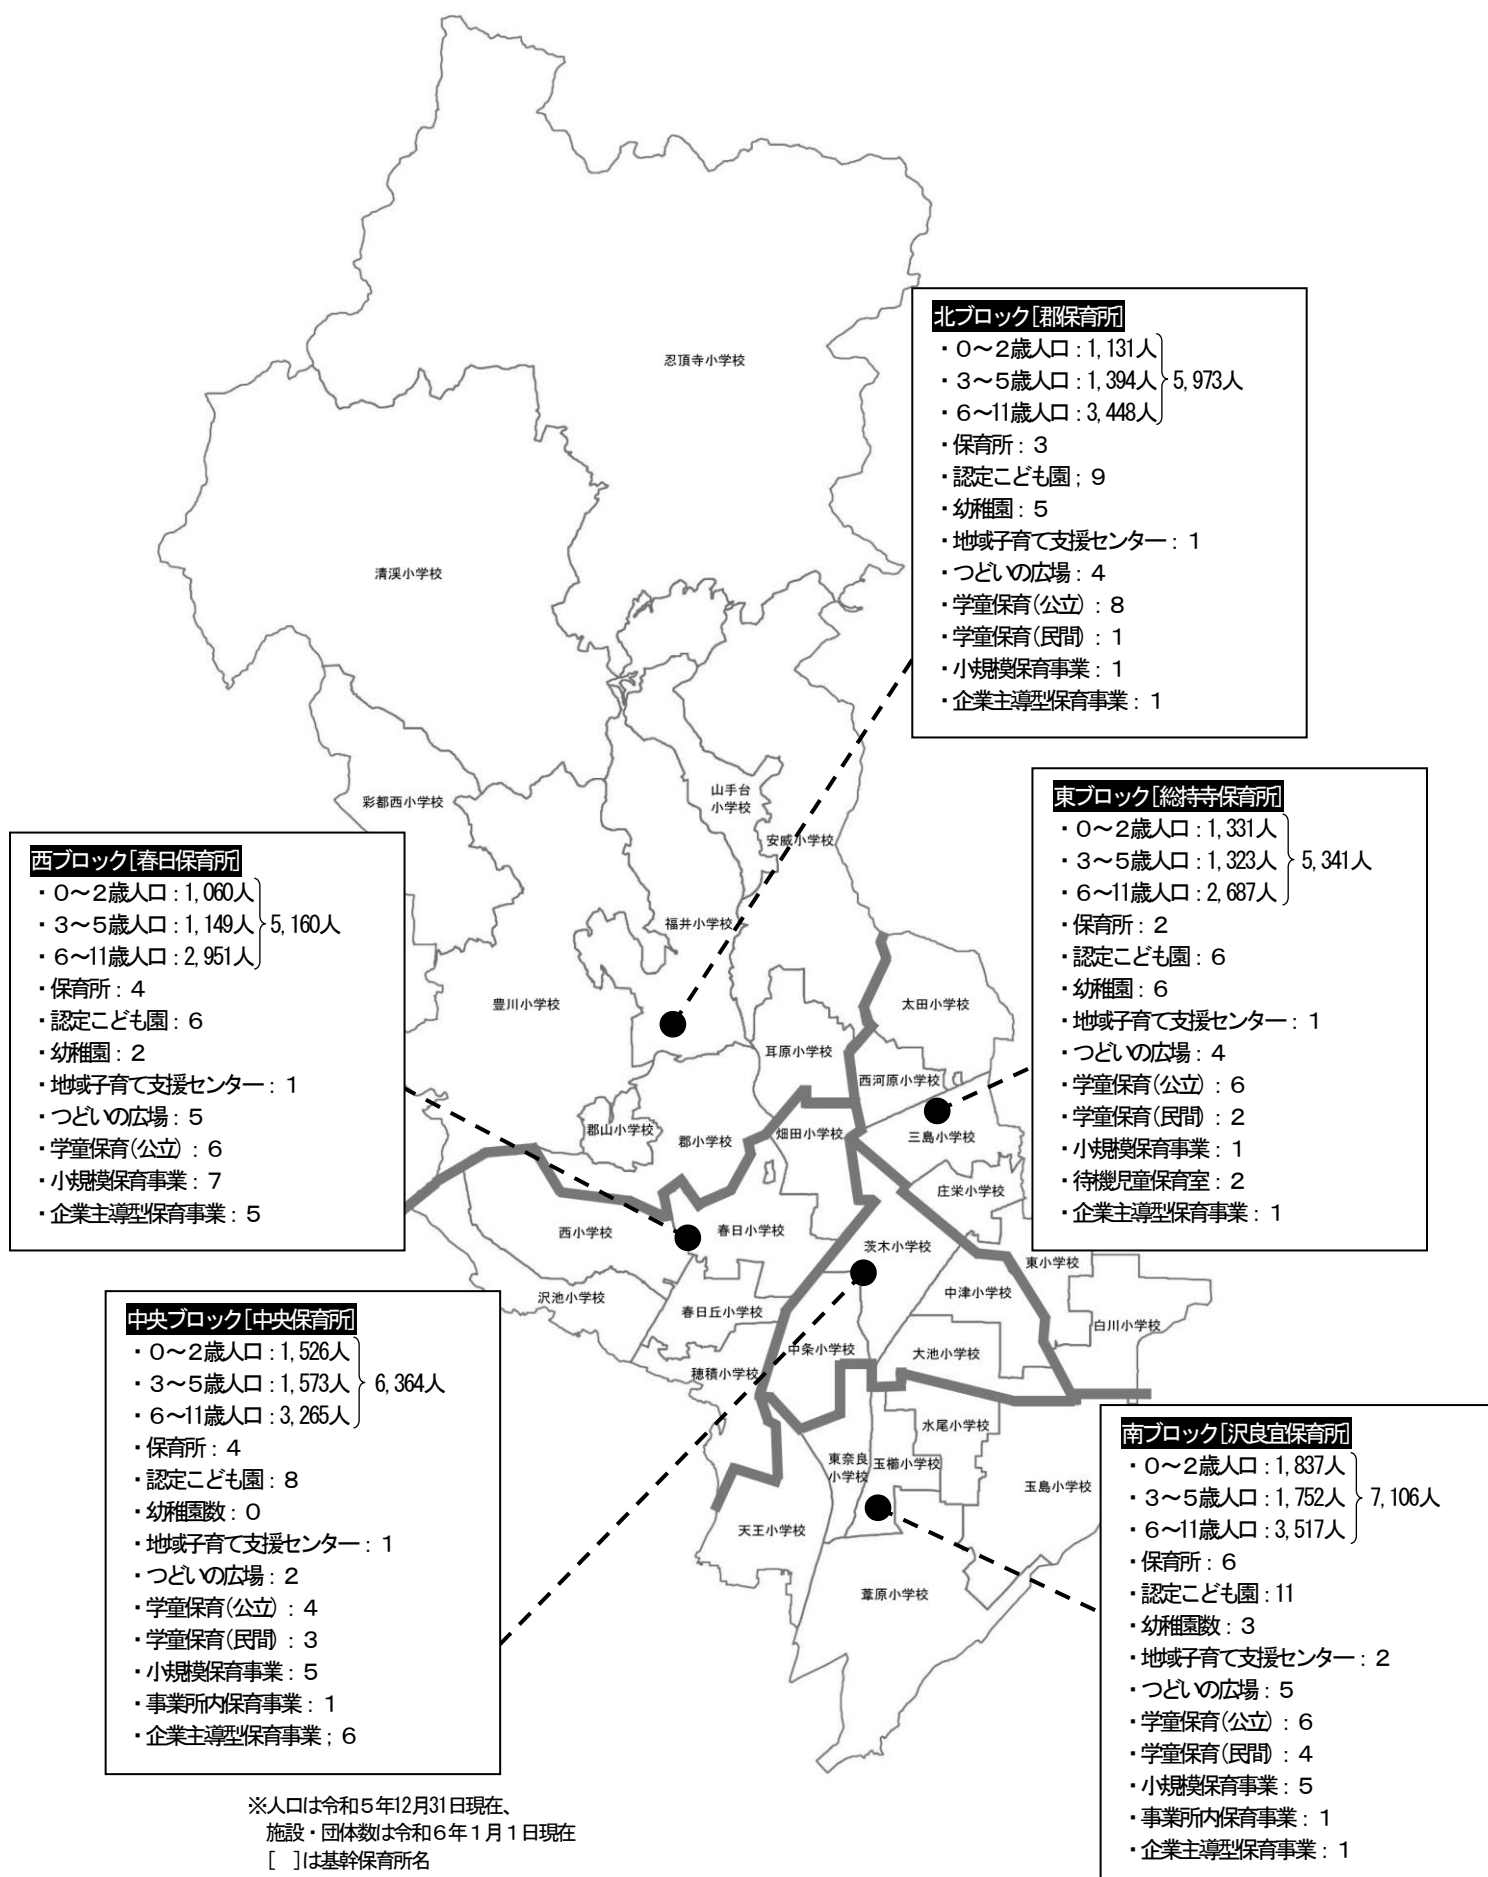 忍頂寺小学校
清渓小学校
彩都西小学校
山手台
小学校
安威小学校
福井小学校
豊川小学校
耳原小学校
太田小学校
西河原小学校
三島小学校
郡山小学校
郡小学校
畑田小学校
庄栄小学校
西小学校
春日小学校
茨木小学校
東小学校
沢池小学校
春日丘小学校
中津小学校
白川小学校
穂積小学校
中条小学校
大池小学校
水尾小学校
東奈良
小学校
玉櫛小学校
玉島小学校
天王小学校
葦原小学校
北ブロック[郡保育所]
・0～2歳人口：1,131人
・3～5歳人口：1,394人
5,973人
・6～11歳人口：3,448人
・保育所：3
・認定こども園；9
・幼稚園：5
・地域子育て支援センター：1
・つどいの広場：4
・学童保育(公立)：8
・学童保育(民間)：1
・小規模保育事業：1
・企業主導型保育事業：1
東ブロック[総持寺保育所]
・0～2歳人口：1,331人
・3～5歳人口：1,323人
5,341人
・6～11歳人口：2,687人
・保育所：2
・認定こども園：6
・幼稚園：6
・地域子育て支援センター：1
・つどいの広場：4
・学童保育(公立)：6
・学童保育(民間)：2
・小規模保育事業：1
・待機児童保育室：2
・企業主導型保育事業：1
西ブロック[春日保育所]
・0～2歳人口：1,060人
・3～5歳人口：1,149人
5,160人
・6～11歳人口：2,951人
・保育所：4
・認定こども園：6
・幼稚園：2
・地域子育て支援センター：1
・つどいの広場：5
・学童保育(公立)：6
・小規模保育事業：7
・企業主導型保育事業：5
中央ブロック[中央保育所]
・0～2歳人口：1,526人
・3～5歳人口：1,573人
6,364人
・6～11歳人口：3,265人
・保育所：4
・認定こども園：8
・幼稚園数：0
・地域子育て支援センター：1
・つどいの広場：2
・学童保育(公立)：4
・学童保育(民間)：3
・小規模保育事業：5
・事業所内保育事業：1
・企業主導型保育事業；6
南ブロック[沢良宜保育所]
・0～2歳人口：1,837人
・3～5歳人口：1,752人
7,106人
・6～11歳人口：3,517人
・保育所：6
・認定こども園：11
・幼稚園数：3
・地域子育て支援センター：2
・つどいの広場：5
・学童保育(公立)：6
・学童保育(民間)：4
・小規模保育事業：5
・事業所内保育事業：1
・企業主導型保育事業：1
※人口は令和5年12月31日現在、
施設・団体数は令和6年1月1日現在
[　]は基幹保育所名